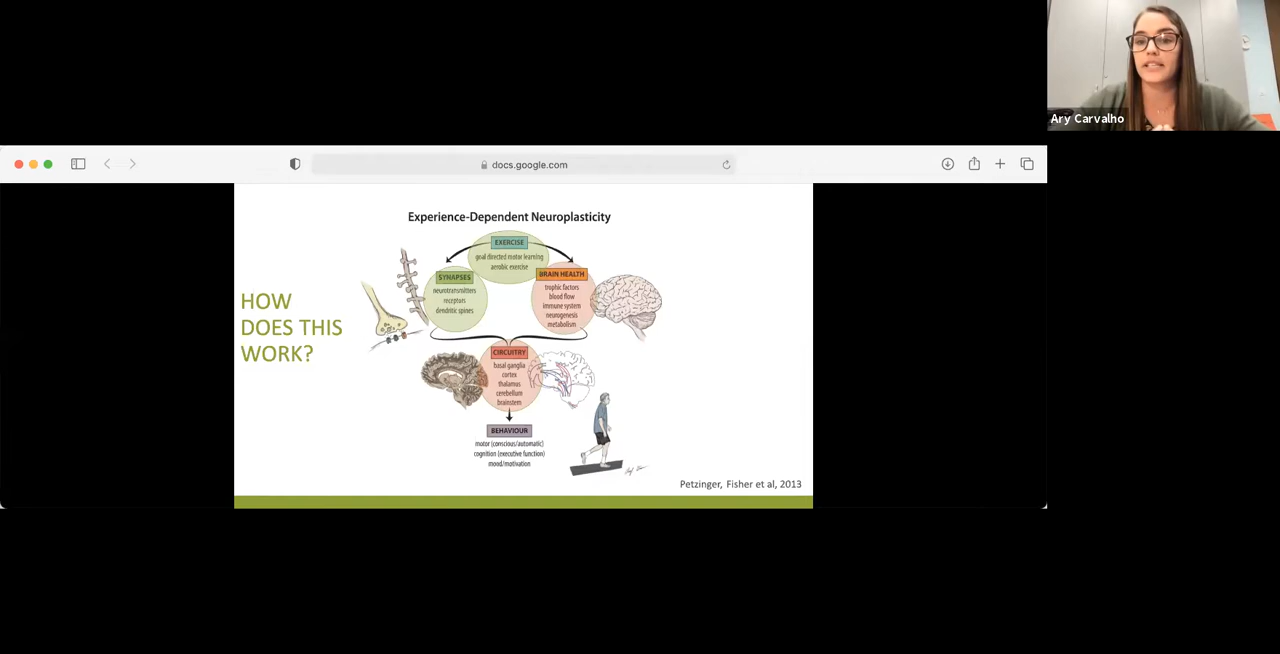 Ary Carvalho
docs.google.com
Experience-Dependent Neuroplasticity
EXERCISE
goal directed motor learning
aerobic exercise
SYNAPSES
neurotransmitters
receptors
dendritic spines
BRAIN HEALTH
trophic factors
blood flow
immune system
neurogenesis
metabolism
HOW
DOES THIS
WORK?
CIRCUITRY
basal ganglia
cortex
thalamus
cerebellum
brainstem
BEHAVIOUR
motor (conscious/automatic)
cognition (executive function)
mood/motivation
Petzinger, Fisher et al, 2013